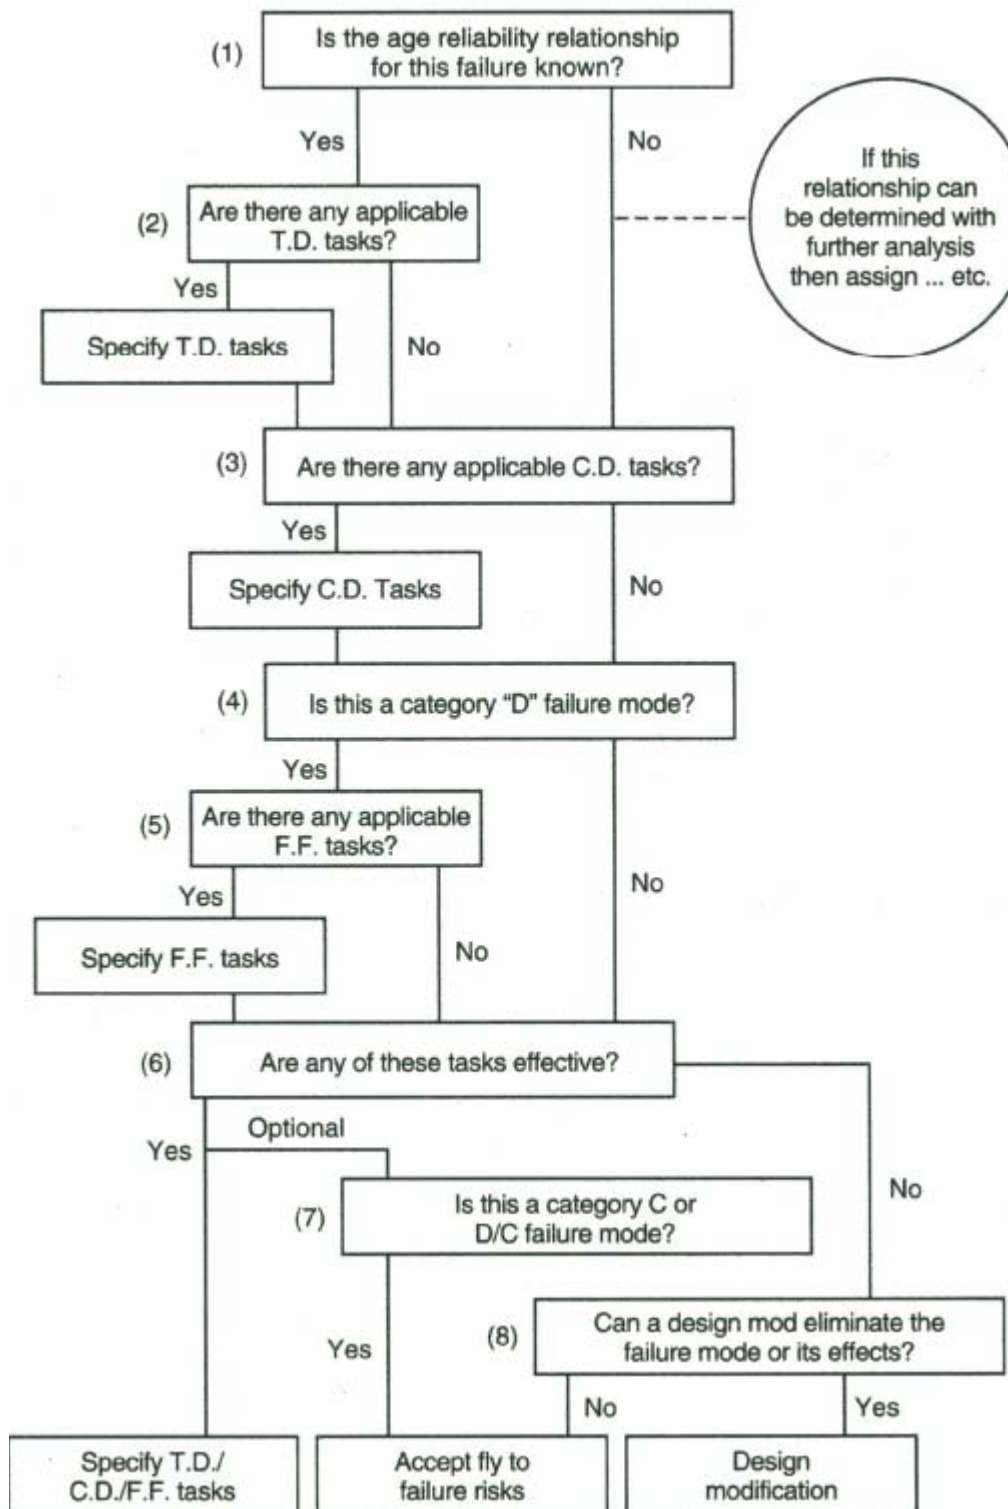 (1)
Is the age reliability relationship
for this failure known?
Yes
No
If this
relationship can
be determined with
further analysis
then assign ... etc.
(2)
Are there any applicable
T.D. tasks?
Yes
No
Specify T.D. tasks
(3)
Are there any applicable C.D. tasks?
Yes
No
Specify C.D. Tasks
(4)
Is this a category “D” failure mode?
Yes
No
(5)
Are there any applicable
F.F. tasks?
Yes
No
Specify F.F. tasks
(6)
Are any of these tasks effective?
Yes
Optional
No
(7)
Is this a category C or
D/C failure mode?
Yes
(8)
Can a design mod eliminate the
failure mode or its effects?
No
Yes
Specify T.D./
C.D./F.F. tasks
Accept fly to
failure risks
Design
modification